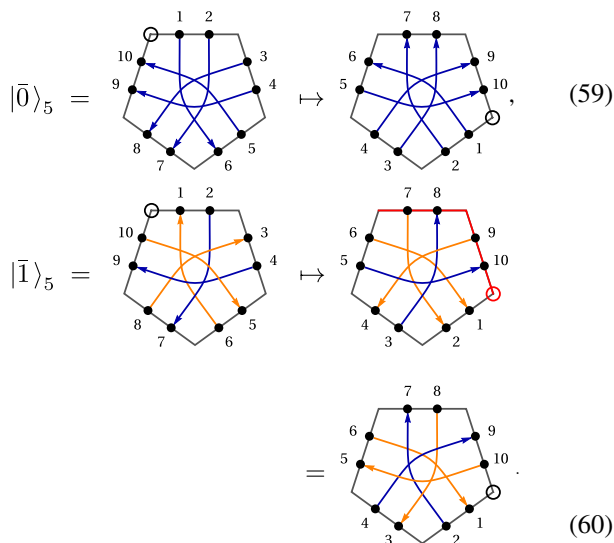 1 2 7 8
10 3 6 9
|0̄⟩₅ = 9 4 ↦ 5 10 , (59)
8 5 4 1
7 6 3 2
1 2 7 8
10 3 6 9
|1̄⟩₅ = 9 4 ↦ 5 10
8 5 4 1
7 6 3 2
7 8
6 9
= 5 10 .
4 1
3 2
(60)